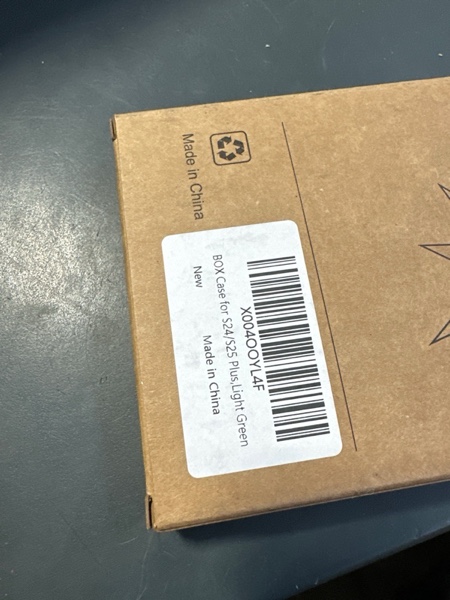 Made in China
X004OOYL4F
BOX Case for S24/S25 Plus,Light Green
New
Made in China